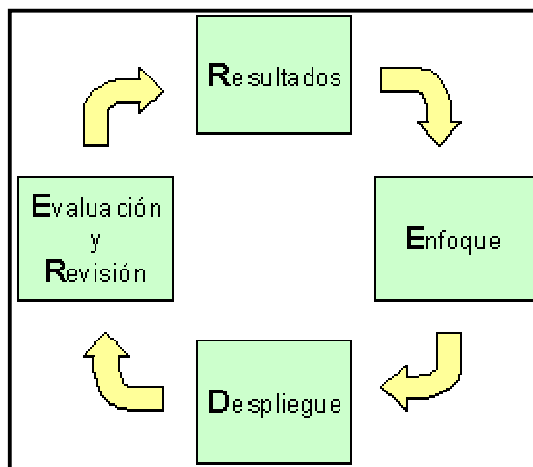 Resultados
Evaluación
y
Revisión
Enfoque
Despliegue